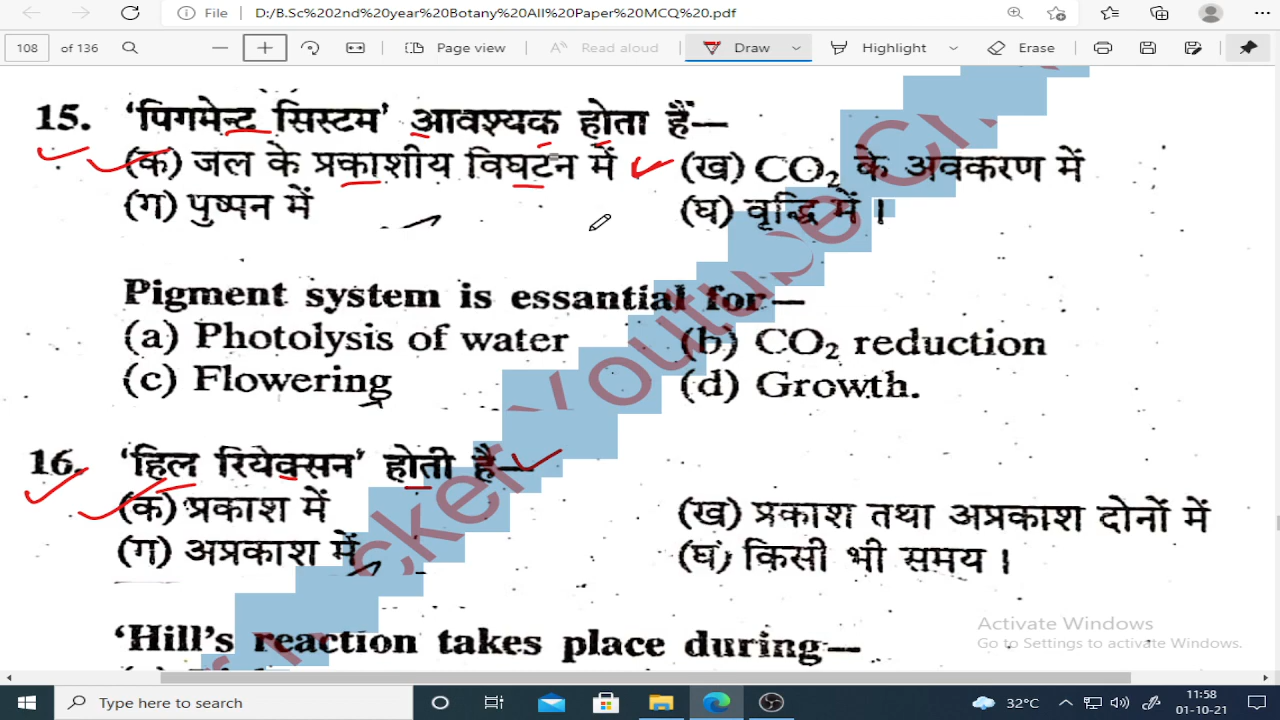 File D:/B.Sc%202nd%20year%20Botany%20All%20Paper%20MCQ%20.pdf
108 of 136 Page view Read aloud Draw Highlight Erase
15. 'पिगमेन्ट सिस्टम' आवश्यक होता हैं—
(क) जल के प्रकाशीय विघटन में (ख) CO₂ के अवकरण में
(ग) पुष्पन में (घ) वृद्धि में ।
Pigment system is essantial for—
(a) Photolysis of water (b) CO₂ reduction
(c) Flowering (d) Growth.
16. 'हिल रियेक्सन' होती है—
(क) प्रकाश में (ख) प्रकाश तथा अप्रकाश दोनों में
(ग) अप्रकाश में (घ) किसी भी समय ।
'Hill's reaction takes place during—
Activate Windows
Go to Settings to activate Windows.
Type here to search 32°C 11:58
01-10-21